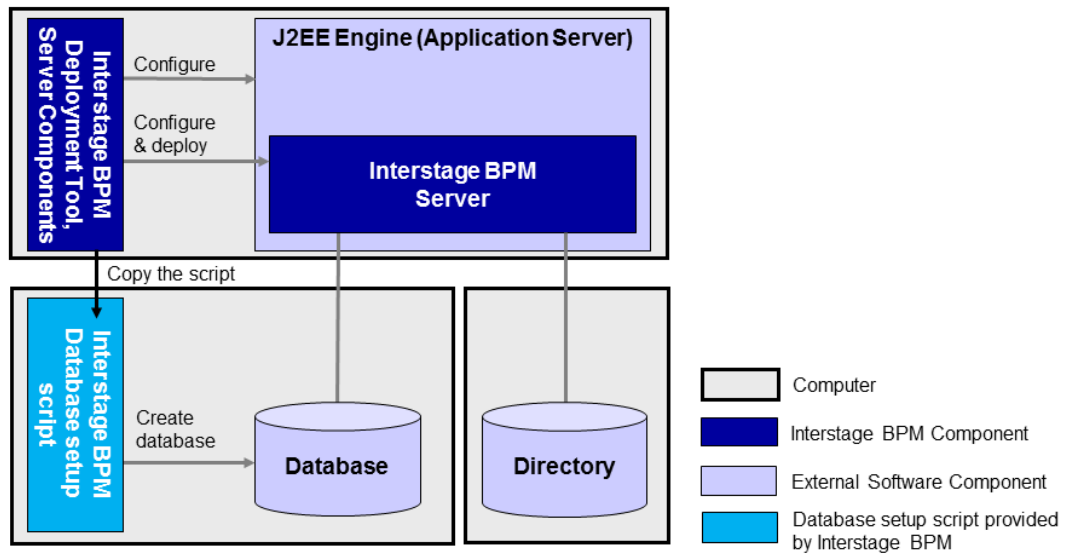 Interstage BPM
Deployment Tool,
Server Components
Configure
Configure
& deploy
J2EE Engine (Application Server)
Interstage BPM
Server
Copy the script
Interstage BPM
Database setup
script
Create
database
Database
Directory
Computer
Interstage BPM Component
External Software Component
Database setup script provided
by Interstage BPM